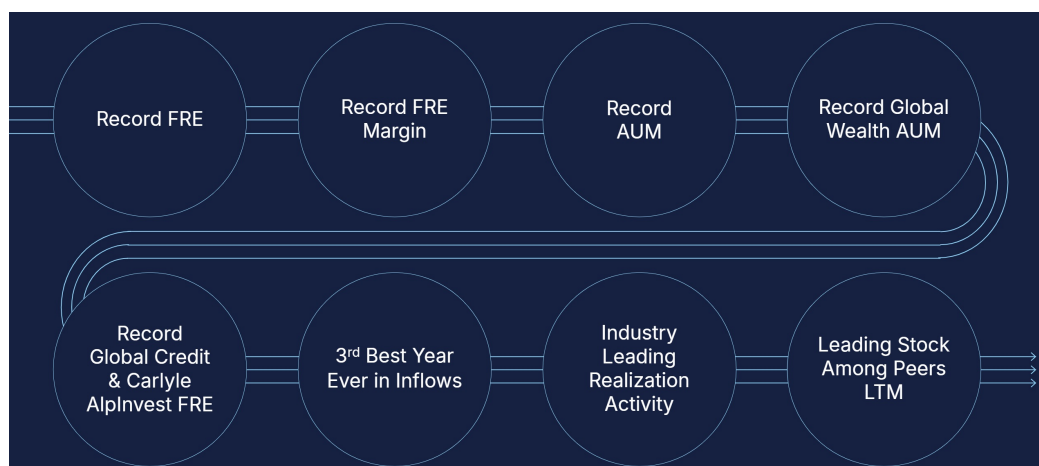 Record FRE
Record FRE
Margin
Record
AUM
Record Global
Wealth AUM
Record
Global Credit
& Carlyle
AlpInvest FRE
3rd Best Year
Ever in Inflows
Industry
Leading
Realization
Activity
Leading Stock
Among Peers
LTM